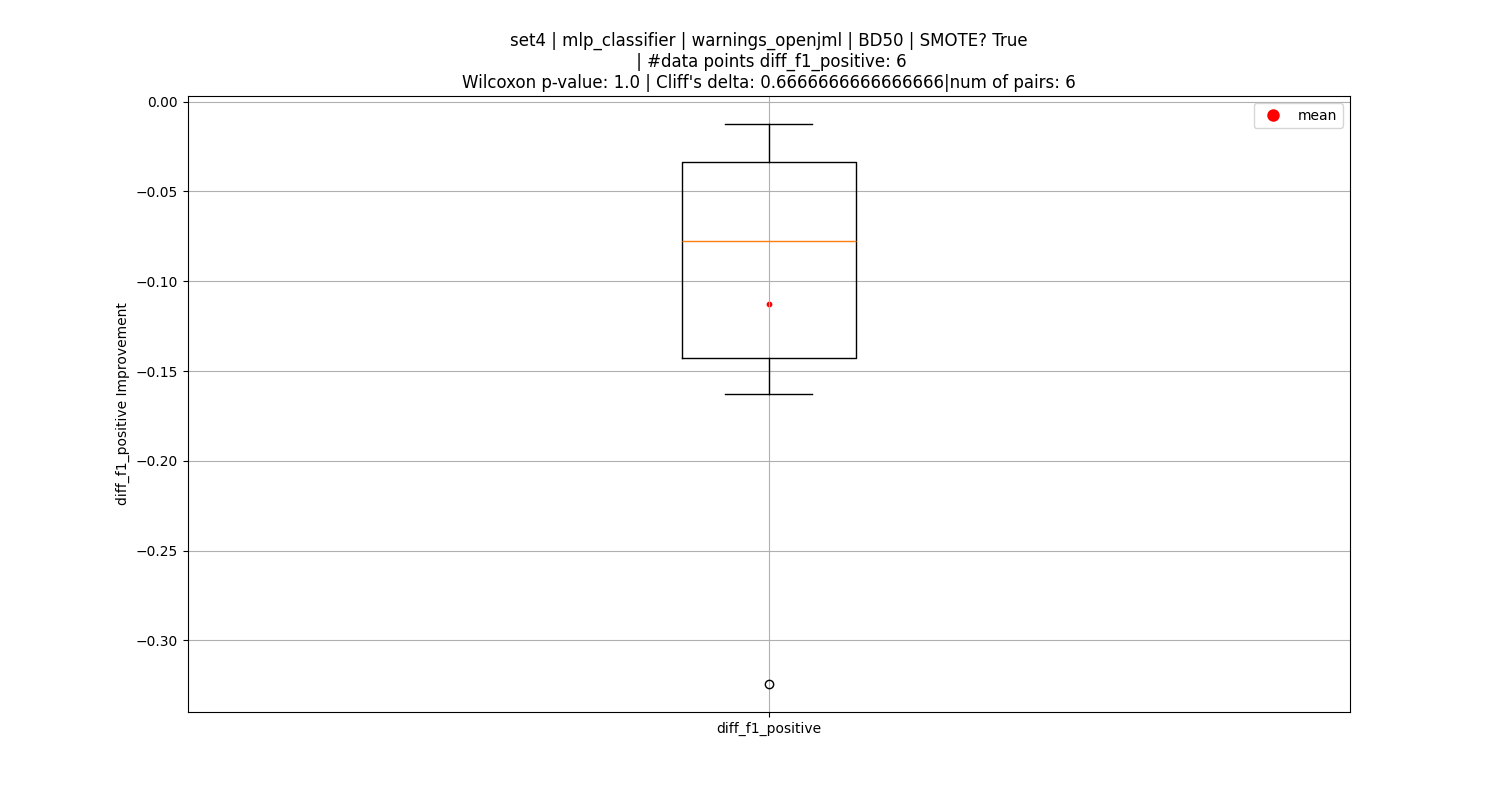 set4 | mlp_classifier | warnings_openjml | BD50 | SMOTE? True
| #data points diff_f1_positive: 6
Wilcoxon p-value: 1.0 | Cliff's delta: 0.6666666666666666|num of pairs: 6
mean
0.00
−0.05
−0.10
−0.15
−0.20
−0.25
−0.30
diff_f1_positive Improvement
diff_f1_positive